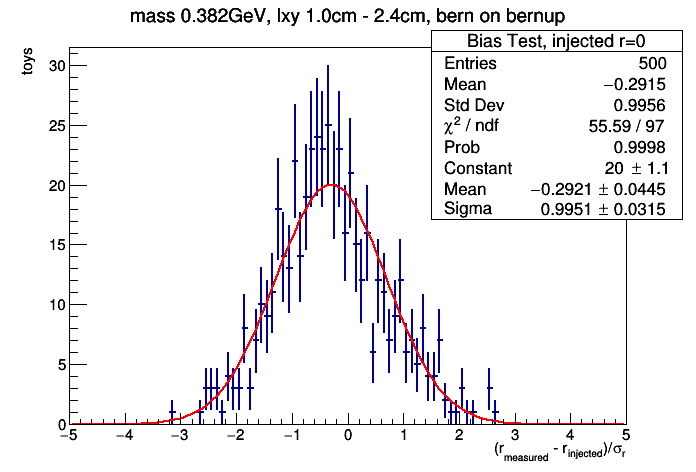 mass 0.382GeV, lxy 1.0cm - 2.4cm, bern on bernup
Bias Test, injected r=0
Entries 500
Mean −0.2915
Std Dev 0.9956
χ² / ndf 55.59 / 97
Prob 0.9998
Constant 20 ± 1.1
Mean −0.2921 ± 0.0445
Sigma 0.9951 ± 0.0315
toys
30
25
20
15
10
5
0
−5 −4 −3 −2 −1 0 1 2 3 4 5
(r_measured - r_injected)/σ_r